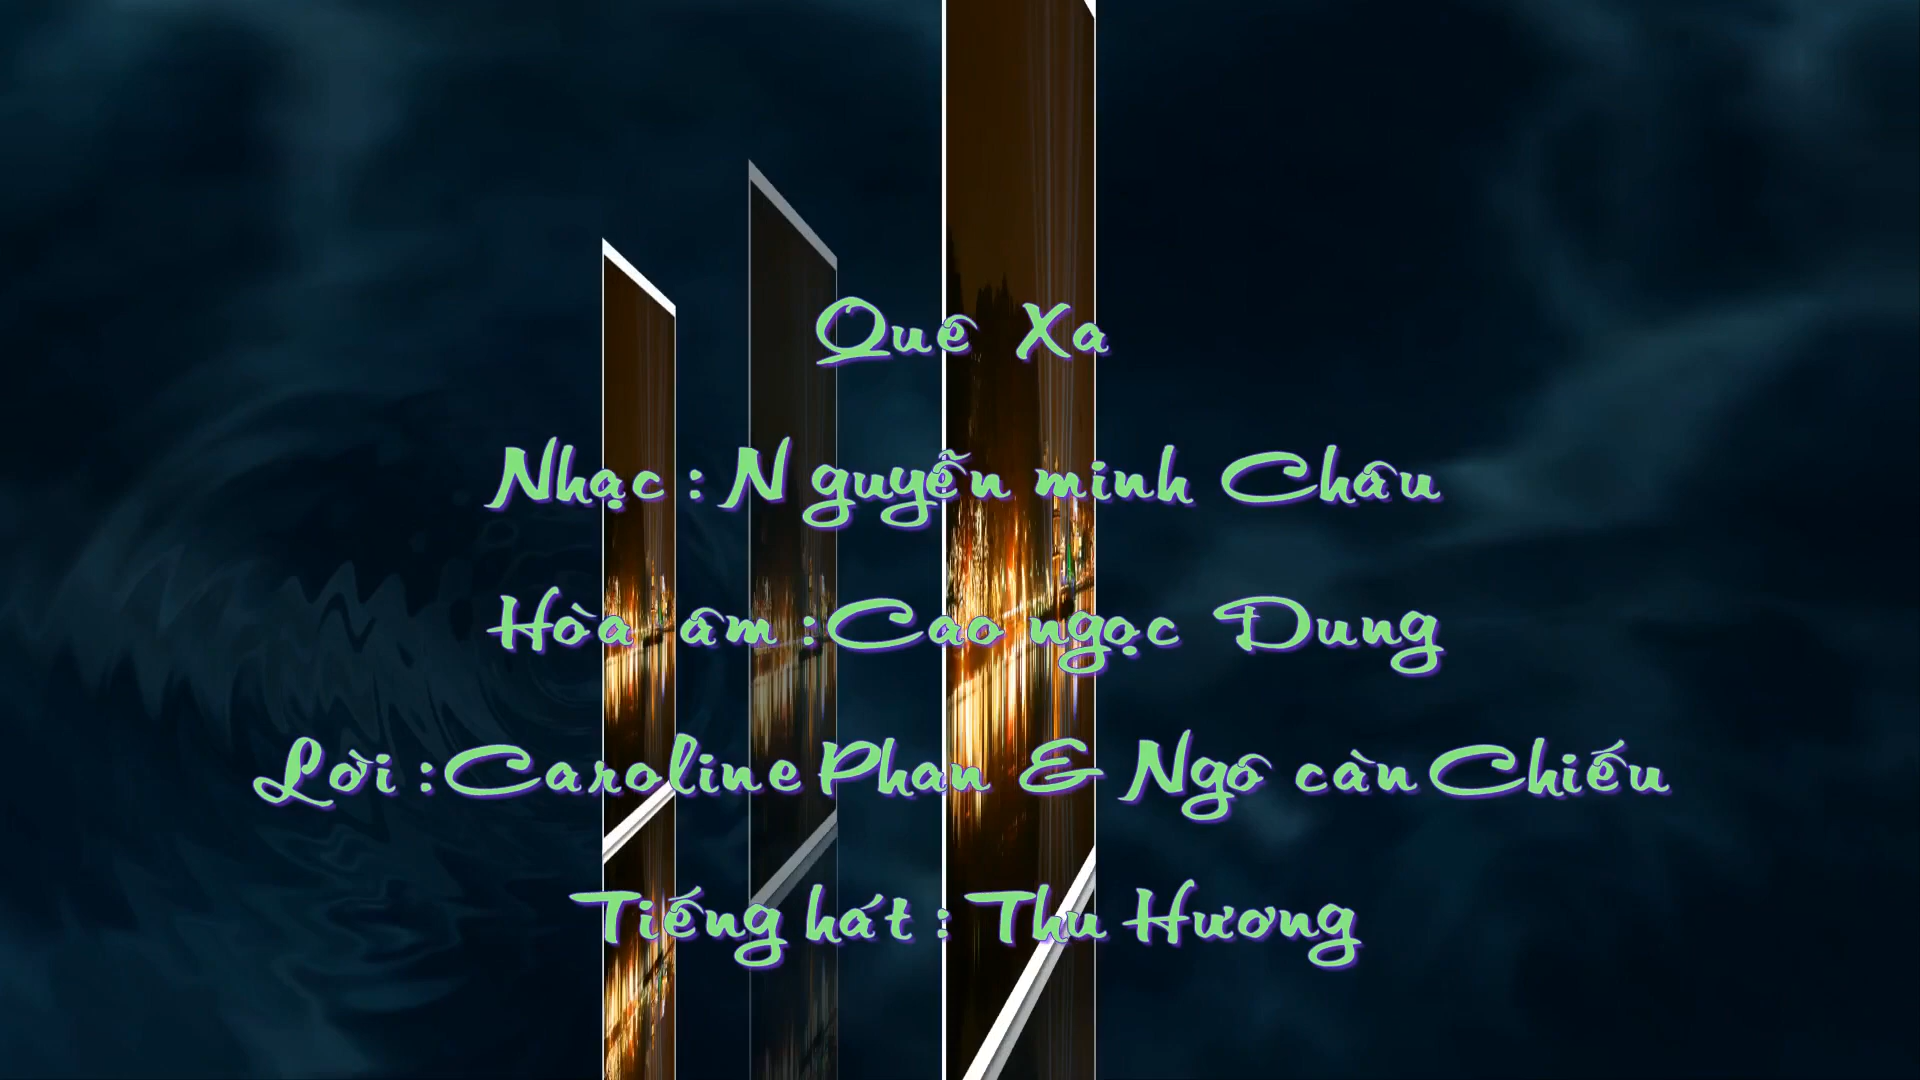 Quê Xa
Nhạc : Nguyễn minh Châu
Hòa âm : Cao ngọc Dung
Lời : Caroline Phan & Ngô càn Chiếu
Tiếng hát : Thu Hương